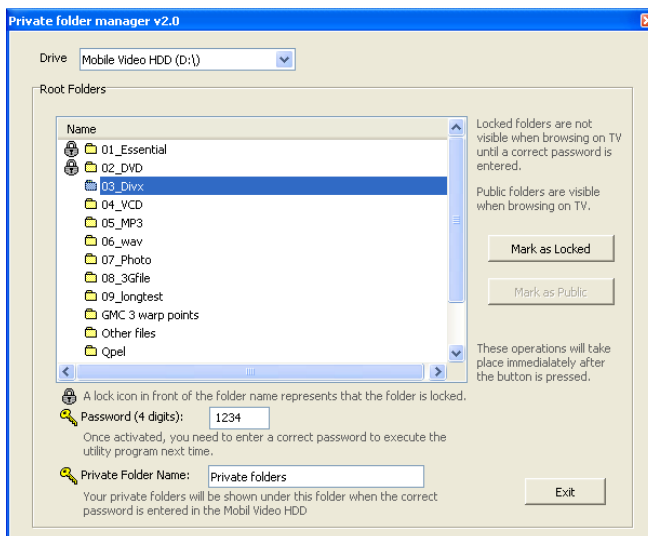 Private folder manager v2.0
Drive
Mobile Video HDD (D:\)
Root Folders
Name
01_Essential
02_DVD
03_Divx
04_VCD
05_MP3
06_wav
07_Photo
08_3Gfile
09_longtest
GMC 3 warp points
Other files
Opel
Locked folders are not
visible when browsing on TV
until a correct password is
entered.
Public folders are visible
when browsing on TV.
Mark as Locked
Mark as Public
These operations will take
place immedialately after
the button is pressed.
A lock icon in front of the folder name represents that the folder is locked.
Password (4 digits):
1234
Once activated, you need to enter a correct password to execute the
utility program next time.
Private Folder Name:
Private folders
Your private folders will be shown under this folder when the correct
password is entered in the Mobil Video HDD
Exit